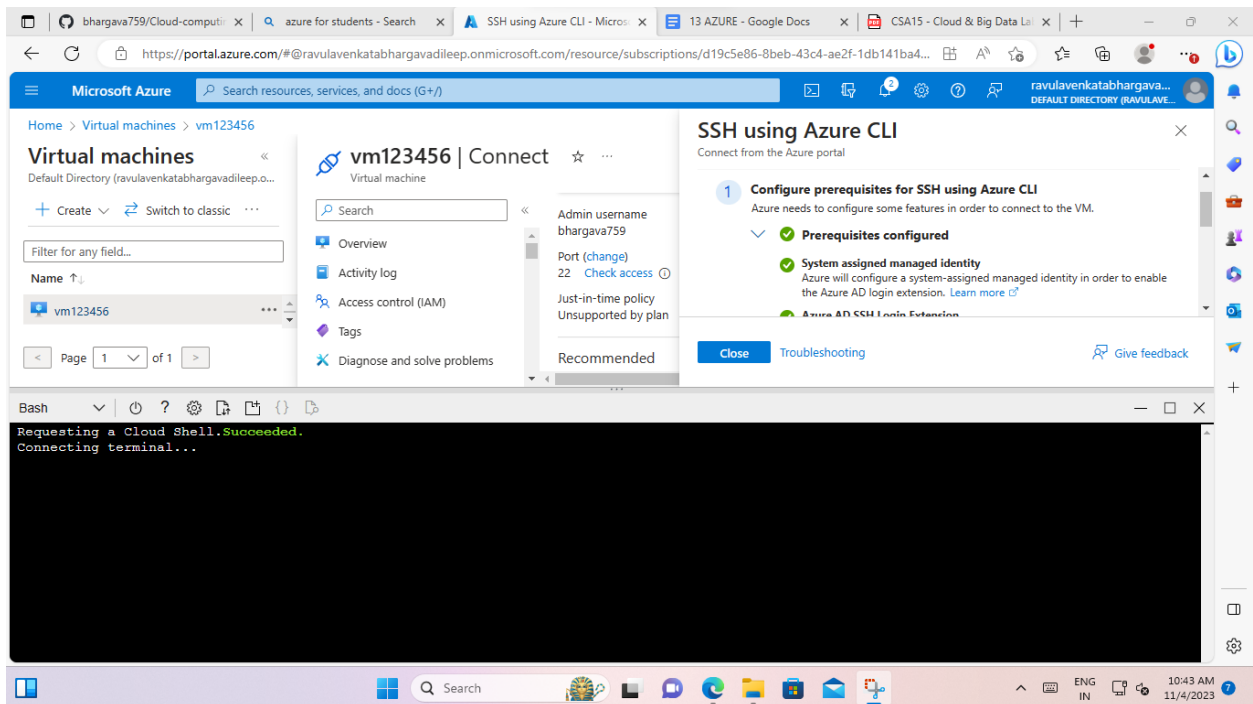 bhargava759/Cloud-computin
azure for students - Search
SSH using Azure CLI - Micros
13 AZURE - Google Docs
CSA15 - Cloud & Big Data La
https://portal.azure.com/#@ravulavenkatabhargavadileep.onmicrosoft.com/resource/subscriptions/d19c5e86-8beb-43c4-ae2f-1db141ba4...
Microsoft Azure
Search resources, services, and docs (G+/)
2
ravulavenkatabhargava...
DEFAULT DIRECTORY (RAVULAVE...
Home > Virtual machines > vm123456
Virtual machines
Default Directory (ravulavenkatabhargavadileep.o...
Create
Switch to classic
Filter for any field...
Name ↑↓
vm123456
< Page 1 of 1 >
vm123456 | Connect
Virtual machine
Search
Overview
Activity log
Access control (IAM)
Tags
Diagnose and solve problems
Admin username
bhargava759
Port (change)
22 Check access
Just-in-time policy
Unsupported by plan
Recommended
SSH using Azure CLI
Connect from the Azure portal
1 Configure prerequisites for SSH using Azure CLI
Azure needs to configure some features in order to connect to the VM.
Prerequisites configured
System assigned managed identity
Azure will configure a system-assigned managed identity in order to enable
the Azure AD login extension. Learn more
Azure AD SSH Login Extension
Close
Troubleshooting
Give feedback
Bash
Requesting a Cloud Shell.Succeeded.
Connecting terminal...
Search
ENG
IN
10:43 AM
11/4/2023
7